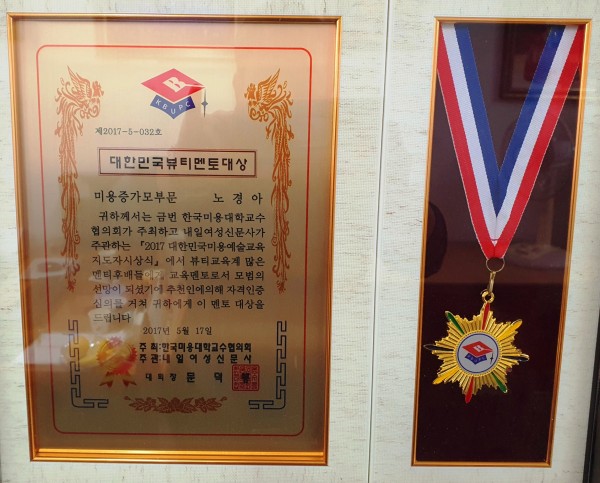 KBUPC
제2017-5-032호
대한민국뷰티멘토대상
미용증가모부문 노경아
귀하께서는 금번 한국미용대학교수
협의회가 주최하고 내일여성신문사가
주관하는 『2017 대한민국미용예술교육
지도자시상식』에서 뷰티교육계 많은
멘티후배들에게 교육멘토로서 모범의
선망이 되셨기에 추천인에의해 자격인증
심의를 거쳐 귀하에게 이 멘토 대상을
드립니다
2017년 5월 17일
주 최:한국미용대학교수협의회
주관:내일여성신문사
대회장 문덕